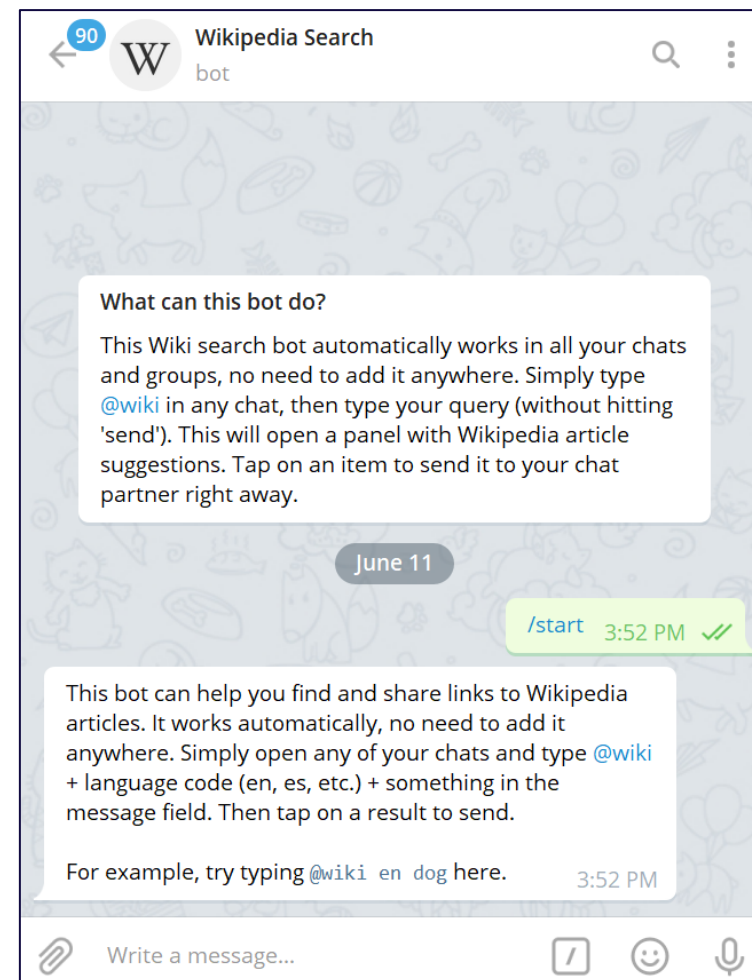 90
W
Wikipedia Search
bot
What can this bot do?
This Wiki search bot automatically works in all your chats
and groups, no need to add it anywhere. Simply type
@wiki in any chat, then type your query (without hitting
'send'). This will open a panel with Wikipedia article
suggestions. Tap on an item to send it to your chat
partner right away.
June 11
/start 3:52 PM
This bot can help you find and share links to Wikipedia
articles. It works automatically, no need to add it
anywhere. Simply open any of your chats and type @wiki
+ language code (en, es, etc.) + something in the
message field. Then tap on a result to send.
For example, try typing @wiki en dog here.
3:52 PM
Write a message...
/